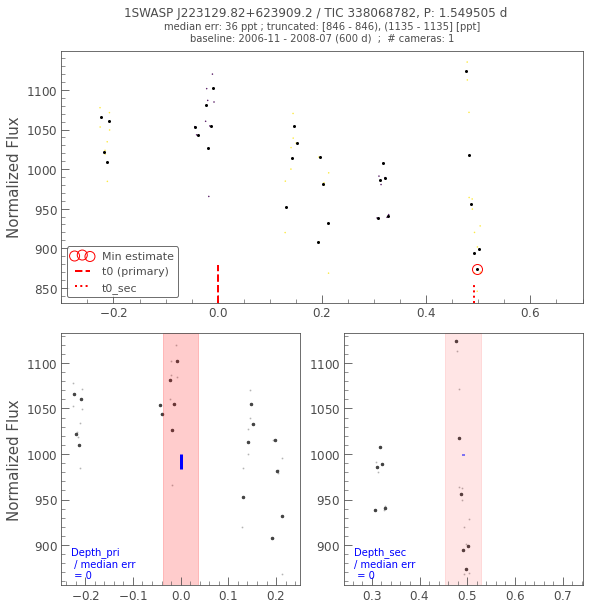 1SWASP J223129.82+623909.2 / TIC 338068782, P: 1.549505 d
median err: 36 ppt ; truncated: [846 - 846), (1135 - 1135] [ppt]
baseline: 2006-11 - 2008-07 (600 d)  ;  # cameras: 1
Normalized Flux
1100
1050
1000
950
900
850
Min estimate
t0 (primary)
t0_sec
−0.2 0.0 0.2 0.4 0.6
Normalized Flux
1100
1050
1000
950
900
Depth_pri
/ median err
= 0
−0.2 −0.1 0.0 0.1 0.2
1100
1050
1000
950
900
Depth_sec
/ median err
= 0
0.3 0.4 0.5 0.6 0.7